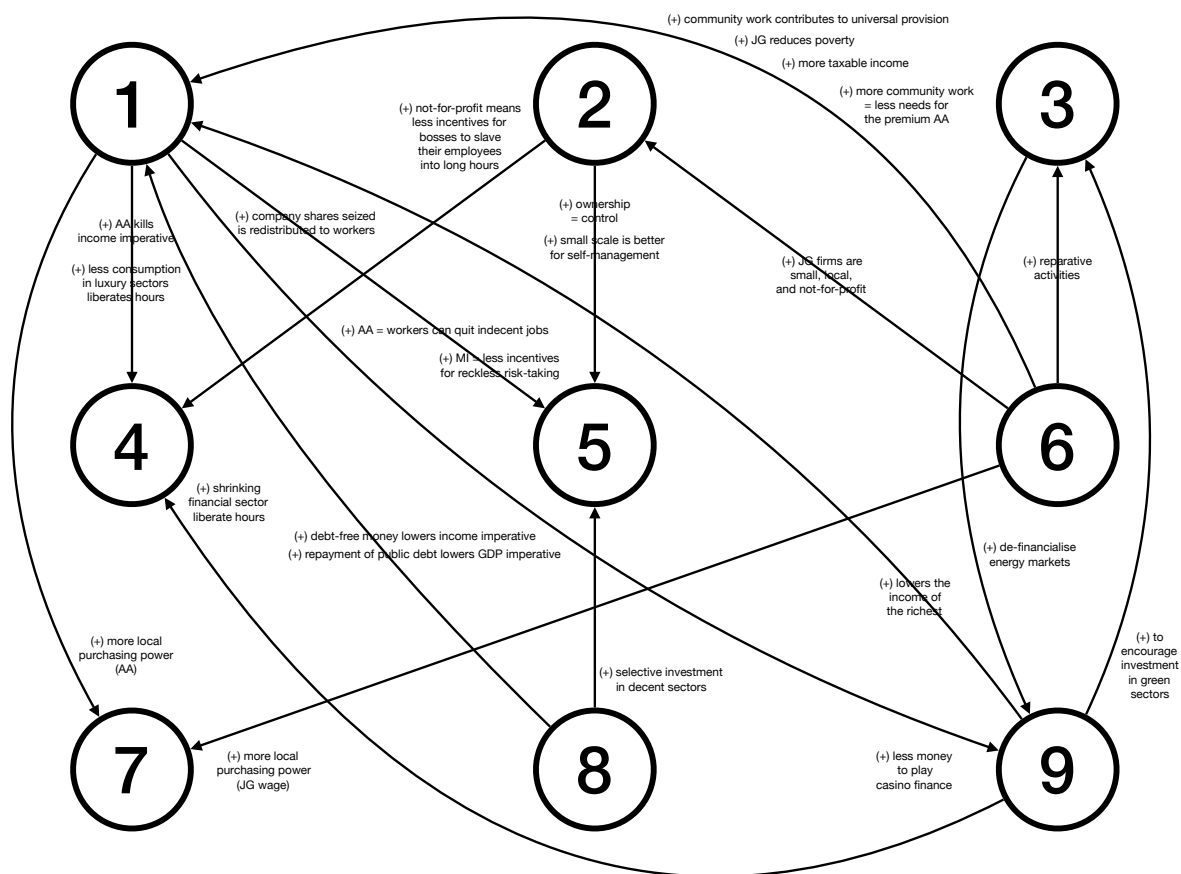 (+) community work contributes to universal provision
(+) JG reduces poverty
(+) more taxable income
(+) more community work
= less needs for
the premium AA
1
2
3
(+) not-for-profit means
less incentives for
bosses to slave
their employees
into long hours
(+) AA kills
income imperative
(+) less consumption
in luxury sectors
liberates hours
(+) company shares seized
is redistributed to workers
(+) ownership
= control
(+) small scale is better
for self-management
(+) JG firms are
small, local,
and not-for-profit
(+) reparative
activities
(+) AA = workers can quit indecent jobs
(+) MI = less incentives
for reckless risk-taking
4
5
6
(+) shrinking
financial sector
liberate hours
(+) debt-free money lowers income imperative
(+) repayment of public debt lowers GDP imperative
(+) de-financialise
energy markets
(+) lowers the
income of
the richest
(+) more local
purchasing power
(AA)
(+) selective investment
in decent sectors
(+) to
encourage
investment
in green
sectors
7
8
9
(+) more local
purchasing power
(JG wage)
(+) less money
to play
casino finance